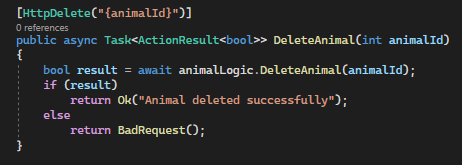 [HttpDelete("{animalId}")]
0 references
public async Task<ActionResult<bool>> DeleteAnimal(int animalId)
{
bool result = await animalLogic.DeleteAnimal(animalId);
if (result)
return Ok("Animal deleted successfully");
else
return BadRequest();
}